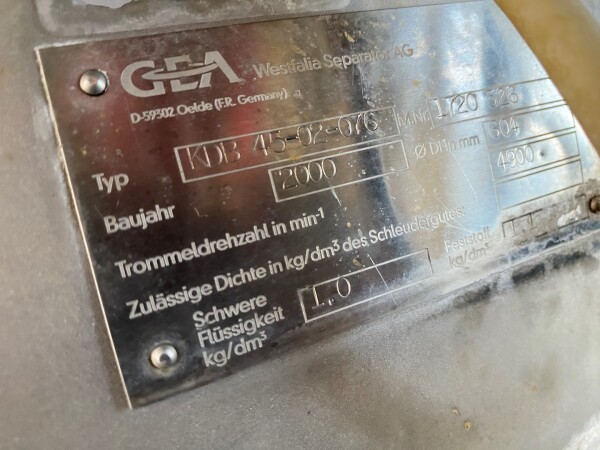 GEA Westfalia Separator AG
D-59302 Oelde (F.R. Germany)
Typ KDB 45-02-076 M.Nr. 1720 526
Baujahr 2000 Ø DIn mm 504
Trommeldrehzahl in min-1 4900
Zulässige Dichte in kg/dm³ des Schleudergutes:
Schwere Flüssigkeit kg/dm³ 1,0 Feststoff kg/dm³